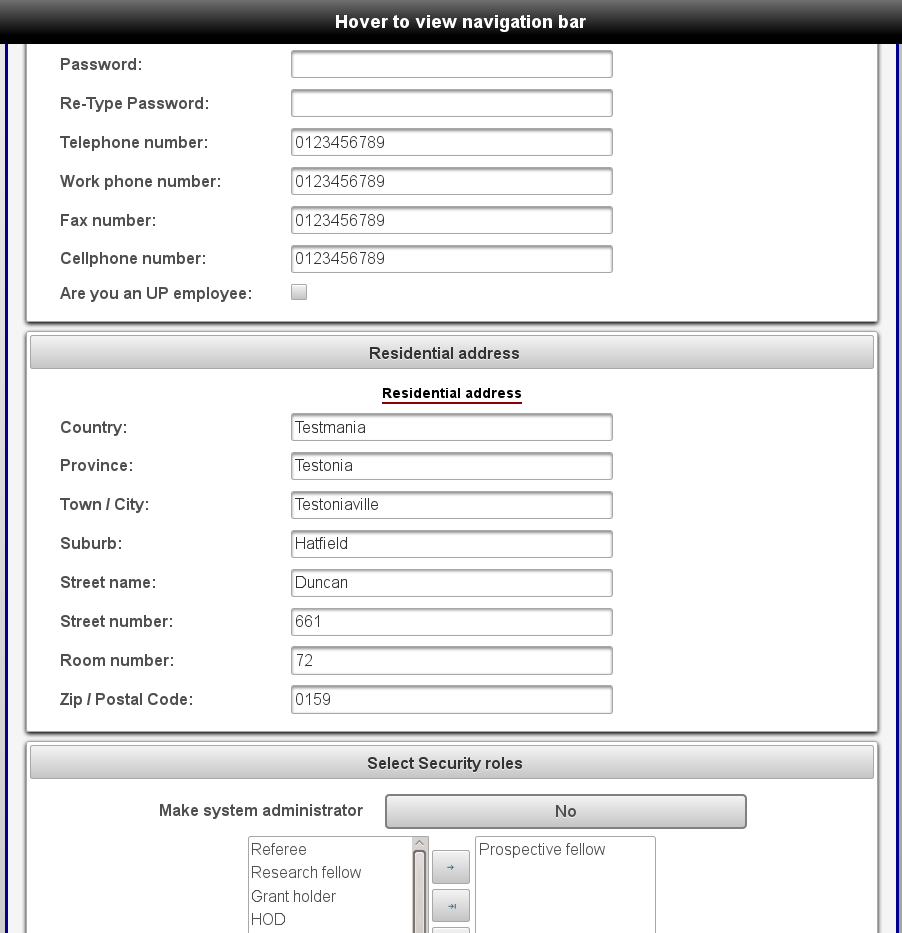 Hover to view navigation bar
Password:
Re-Type Password:
Telephone number: 0123456789
Work phone number: 0123456789
Fax number: 0123456789
Cellphone number: 0123456789
Are you an UP employee:
Residential address
Residential address
Country: Testmania
Province: Testonia
Town / City: Testoniaville
Suburb: Hatfield
Street name: Duncan
Street number: 661
Room number: 72
Zip / Postal Code: 0159
Select Security roles
Make system administrator No
Referee Prospective fellow
Research fellow
Grant holder
HOD